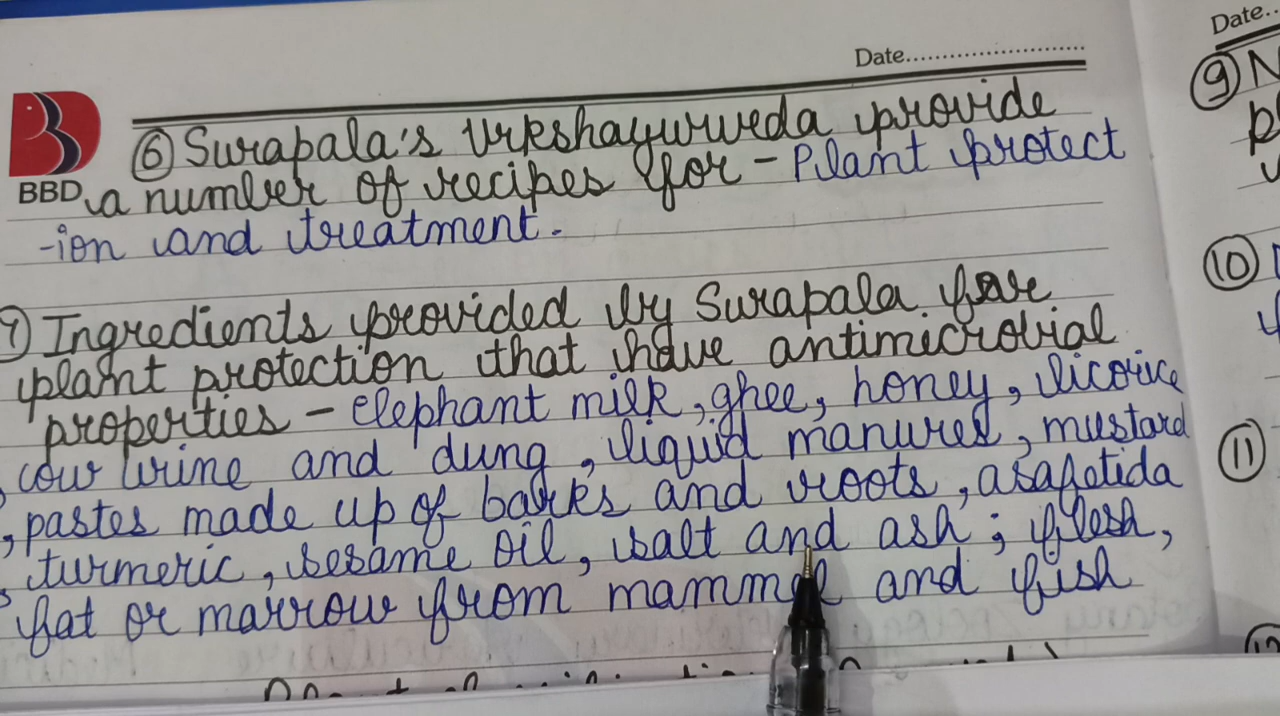 Date...............................
BBD
⑥ Surapala's Vrkshayurveda provide
a number of recipes for - Plant protect
-ion and treatment.
7) Ingredients provided by Surapala for
plant protection that have antimicrobial
properties - elephant milk, ghee, honey, licorice
, cow urine and dung, liquid manures, mustard
, pastes made up of barks and roots, asafetida
, turmeric, sesame oil, salt and ash; flesh,
fat or marrow from mammal and fish
Date..
⑨
⑩
⑪